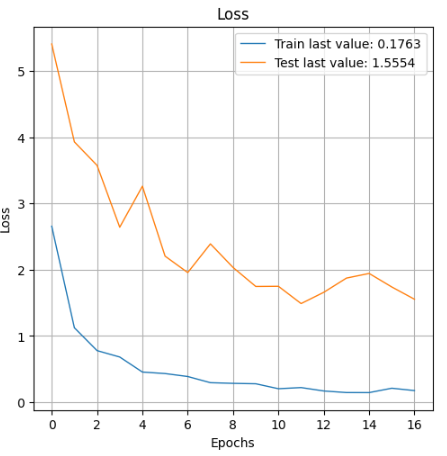 Loss
Train last value: 0.1763
Test last value: 1.5554
5
4
3
2
1
0
Loss
0 2 4 6 8 10 12 14 16
Epochs